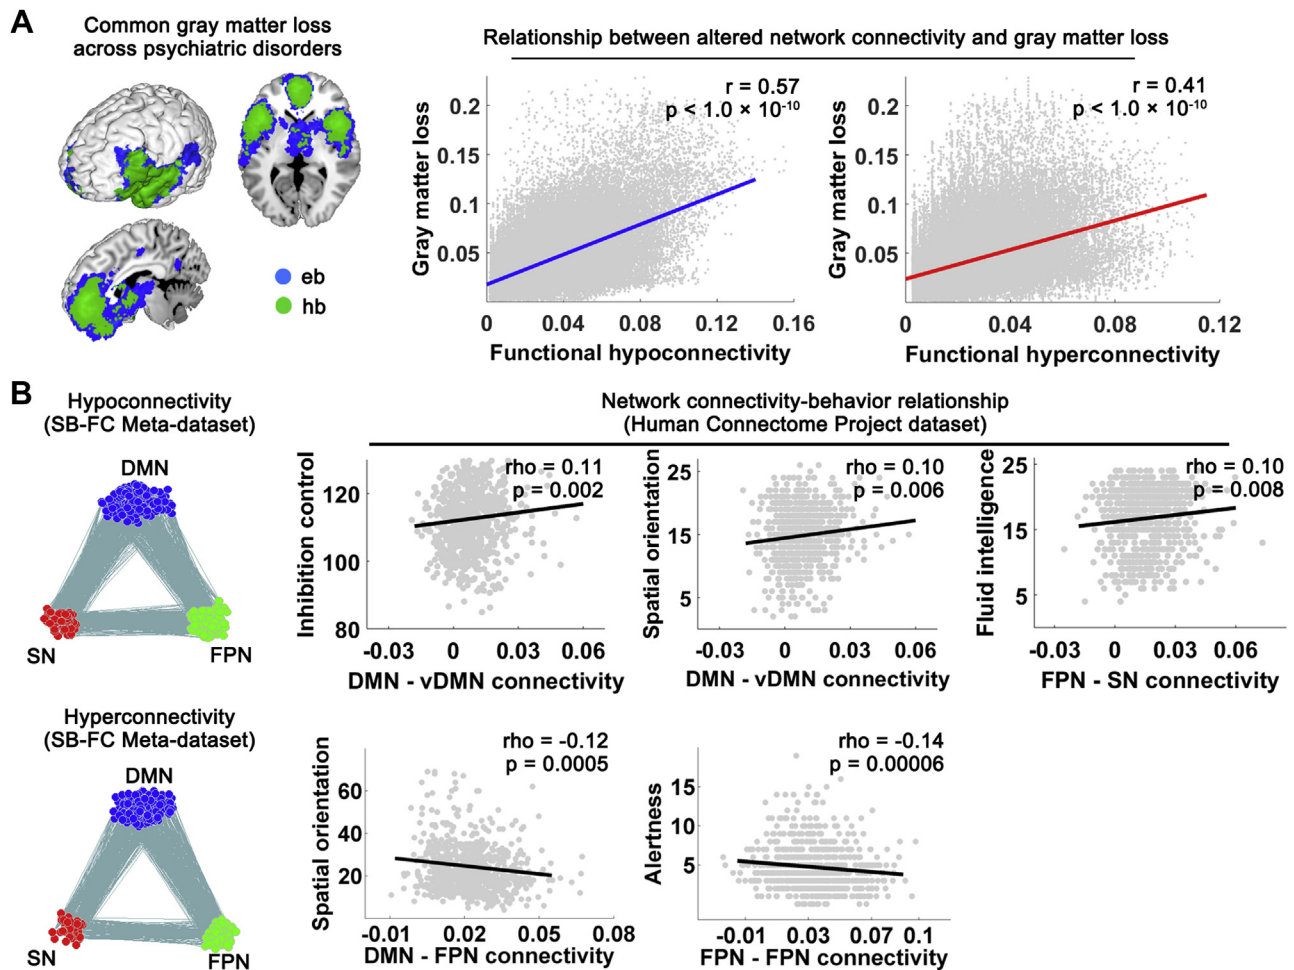 A
Common gray matter loss
across psychiatric disorders
eb
hb
Relationship between altered network connectivity and gray matter loss
r = 0.57
p < 1.0 × 10⁻¹⁰
Gray matter loss
0.2
0.15
0.1
0.05
0 0.04 0.08 0.12 0.16
Functional hypoconnectivity
r = 0.41
p < 1.0 × 10⁻¹⁰
Gray matter loss
0.2
0.15
0.1
0.05
0 0.04 0.08 0.12
Functional hyperconnectivity
B
Hypoconnectivity
(SB-FC Meta-dataset)
DMN
SN
FPN
Network connectivity-behavior relationship
(Human Connectome Project dataset)
rho = 0.11
p = 0.002
Inhibition control
120
100
80
-0.03 0 0.03 0.06
DMN - vDMN connectivity
rho = 0.10
p = 0.006
Spatial orientation
25
15
5
-0.03 0 0.03 0.06
DMN - vDMN connectivity
rho = 0.10
p = 0.008
Fluid intelligence
25
15
5
-0.03 0 0.03 0.06
FPN - SN connectivity
Hyperconnectivity
(SB-FC Meta-dataset)
DMN
SN
FPN
rho = -0.12
p = 0.0005
Spatial orientation
60
40
20
-0.01 0.02 0.05 0.08
DMN - FPN connectivity
rho = -0.14
p = 0.00006
Alertness
15
10
5
-0.01 0.03 0.07 0.1
FPN - FPN connectivity